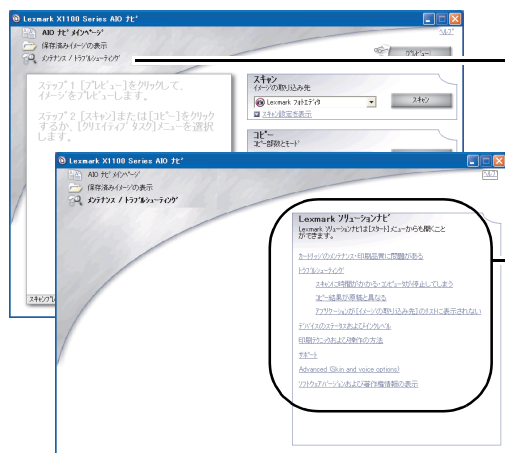 Lexmark X1100 Series AIO ﾅﾋﾞ
AIO ﾅﾋﾞ ﾒｲﾝﾍﾟｰｼﾞ
保存済みイメージの表示
ﾒﾝﾃﾅﾝｽ / ﾄﾗﾌﾞﾙｼｭｰﾃｨﾝｸﾞ
ﾍﾙﾌﾟ
ﾌﾟﾚﾋﾞｭｰ
ステップ 1 [プレビュー]をクリックして、
イメージをプレビューします。
ステップ 2 [スキャン]または[コピー]をクリック
するか、[クリエイティブ タスク]メニューを選択
します。
スキャン
イメージの取り込み先
Lexmark ﾌｫﾄｴﾃﾞｨﾀ
スキャン
スキャン設定を表示
コピー
コピー部数とモード
Lexmark X1100 Series AIO ﾅﾋﾞ
AIO ﾅﾋﾞ ﾒｲﾝﾍﾟｰｼﾞ
保存済みイメージの表示
ﾒﾝﾃﾅﾝｽ / ﾄﾗﾌﾞﾙｼｭｰﾃｨﾝｸﾞ
ﾍﾙﾌﾟ
Lexmark ソリューションナビ
Lexmark ソリューションナビは[スタート]メニューからも開くこと
ができます。
カートリッジのメンテナンス・印刷品質に問題がある
トラブルシューティング
スキャンに時間がかかる・コンピュータが停止してしまう
コピー結果が原稿と異なる
アプリケーションが[イメージの取り込み先]のリストに表示されない
デバイスのステータスおよびインクレベル
印刷テクニックおよび操作の方法
サポート
Advanced (Skin and voice options)
ソフトウェアバージョンおよび著作権情報の表示